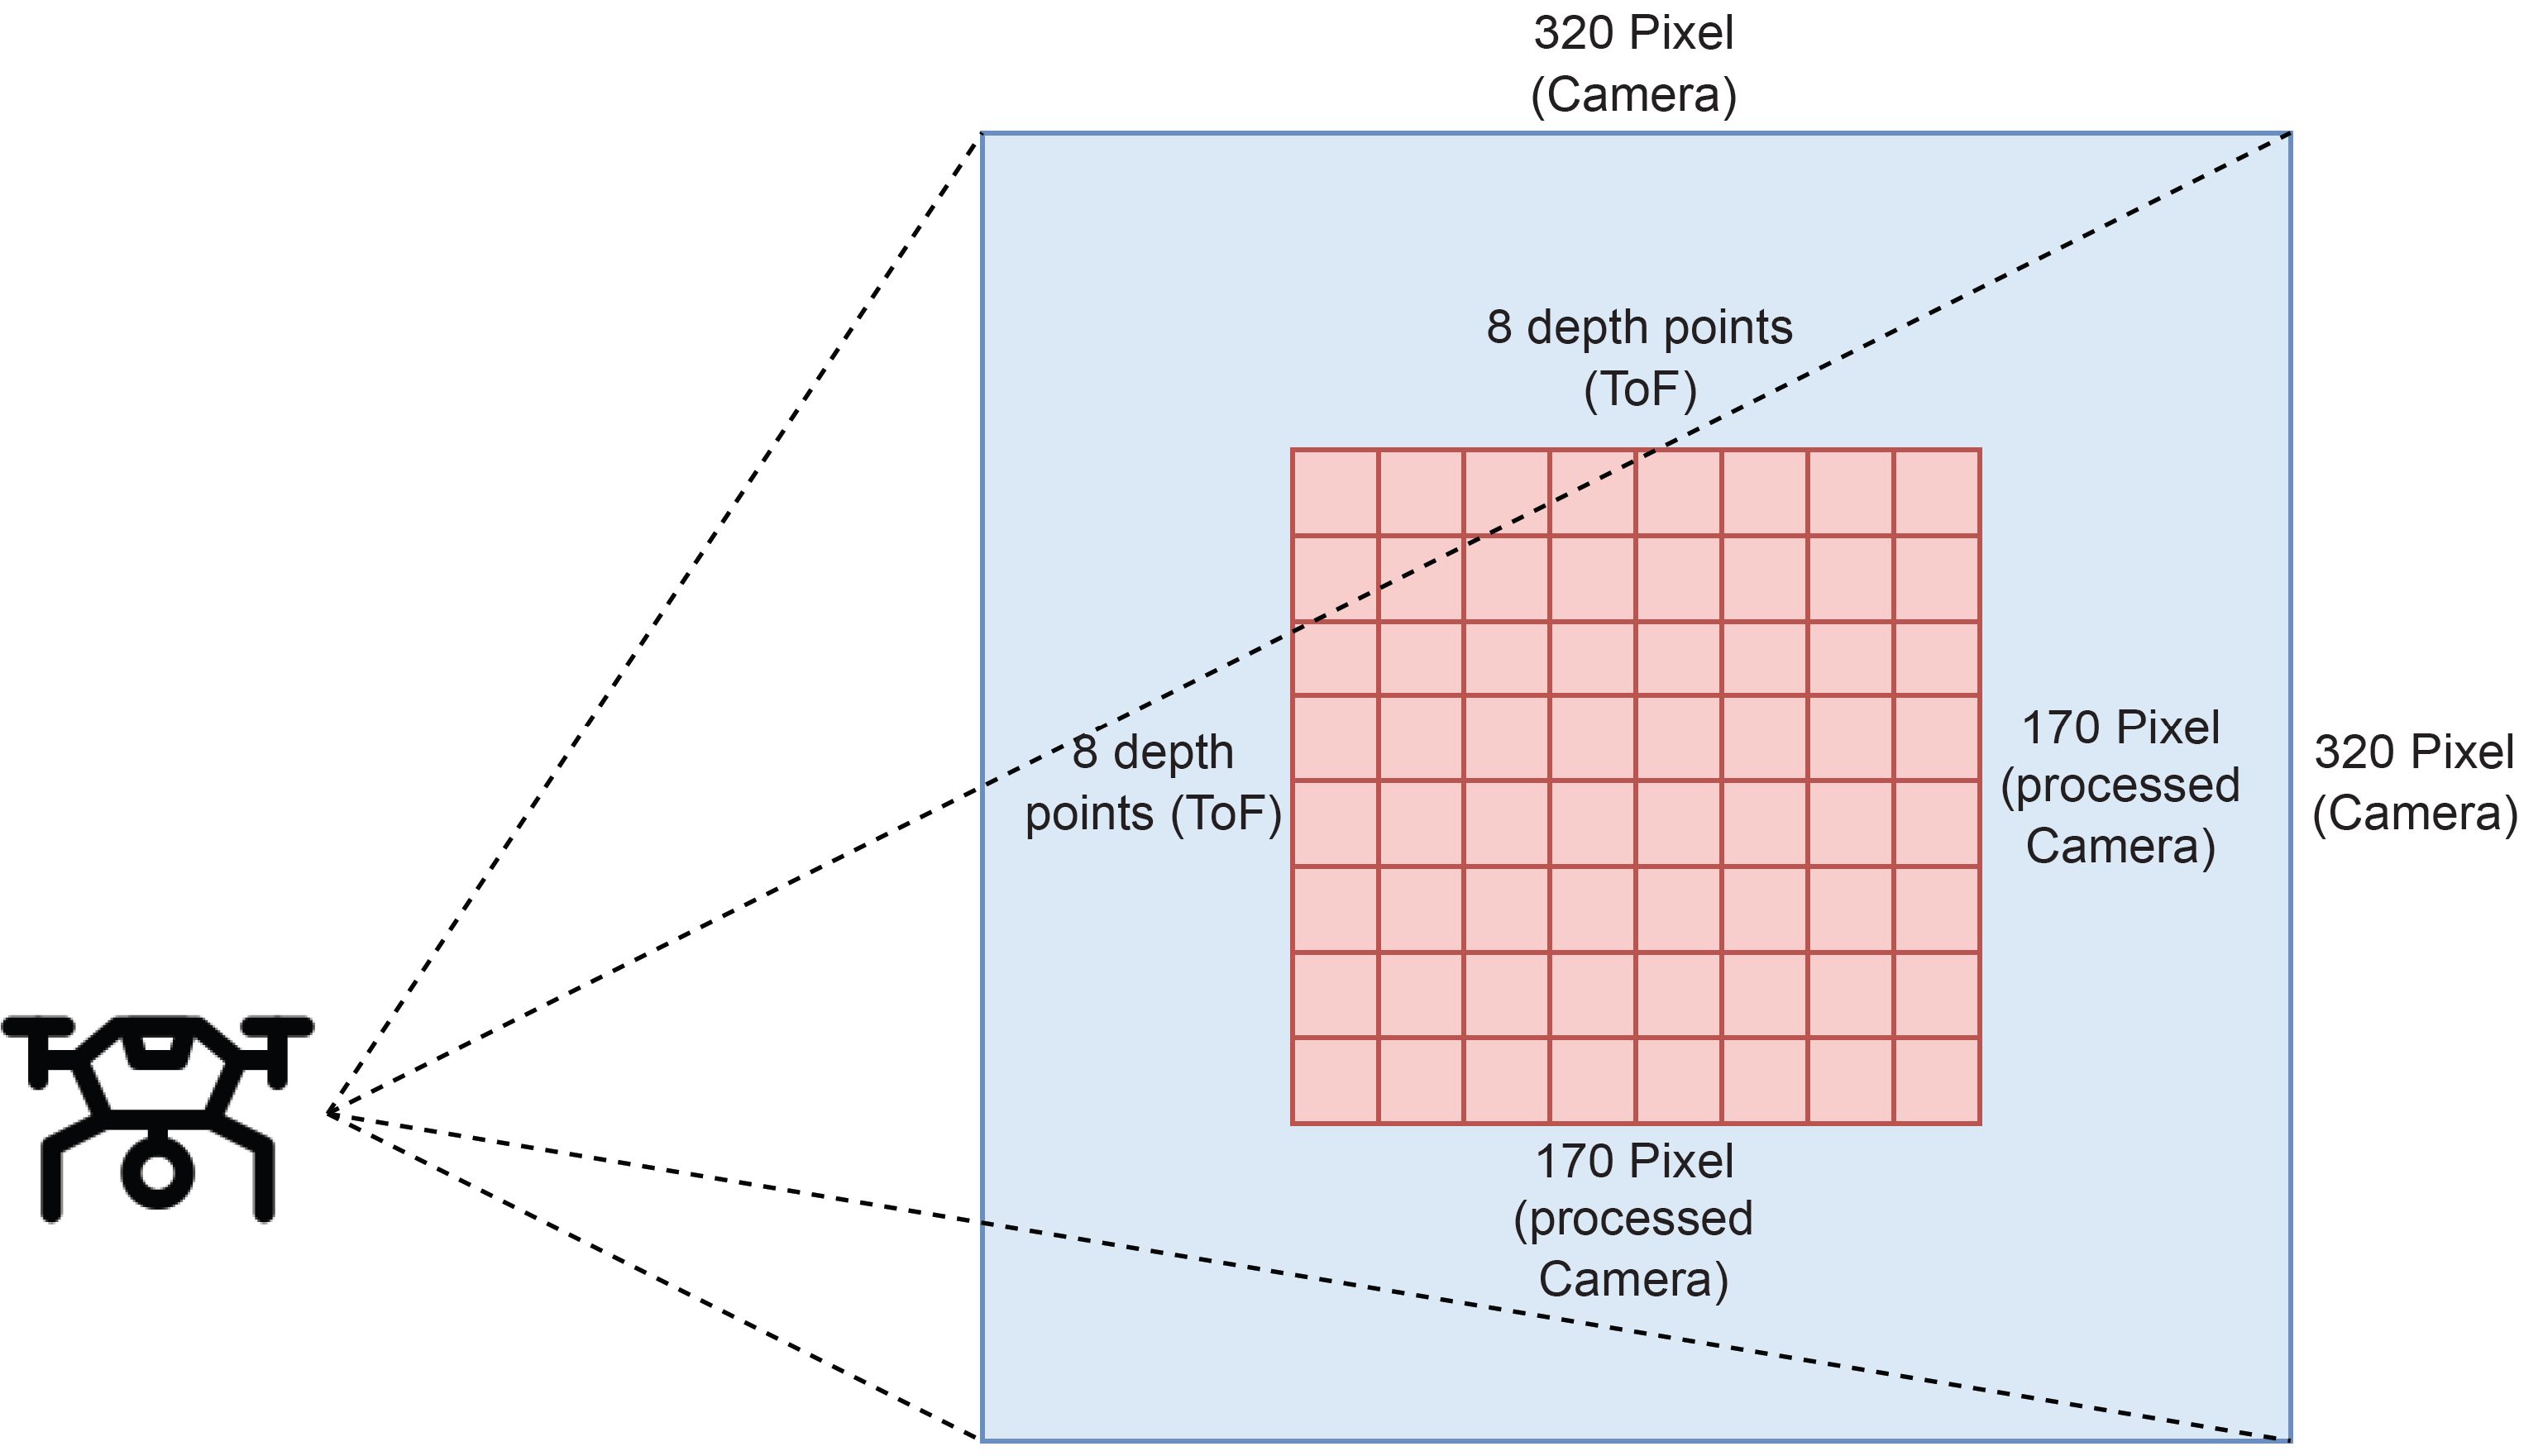 320 Pixel
(Camera)
8 depth points
(ToF)
8 depth
points (ToF)
170 Pixel
(processed
Camera)
320 Pixel
(Camera)
170 Pixel
(processed
Camera)